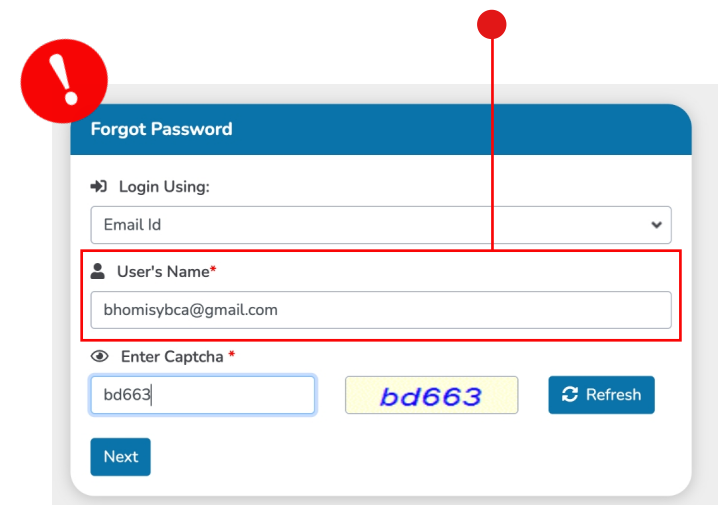 Forgot Password
Login Using:
Email Id
User's Name*
bhomisybca@gmail.com
Enter Captcha *
bd663 bd663 Refresh
Next